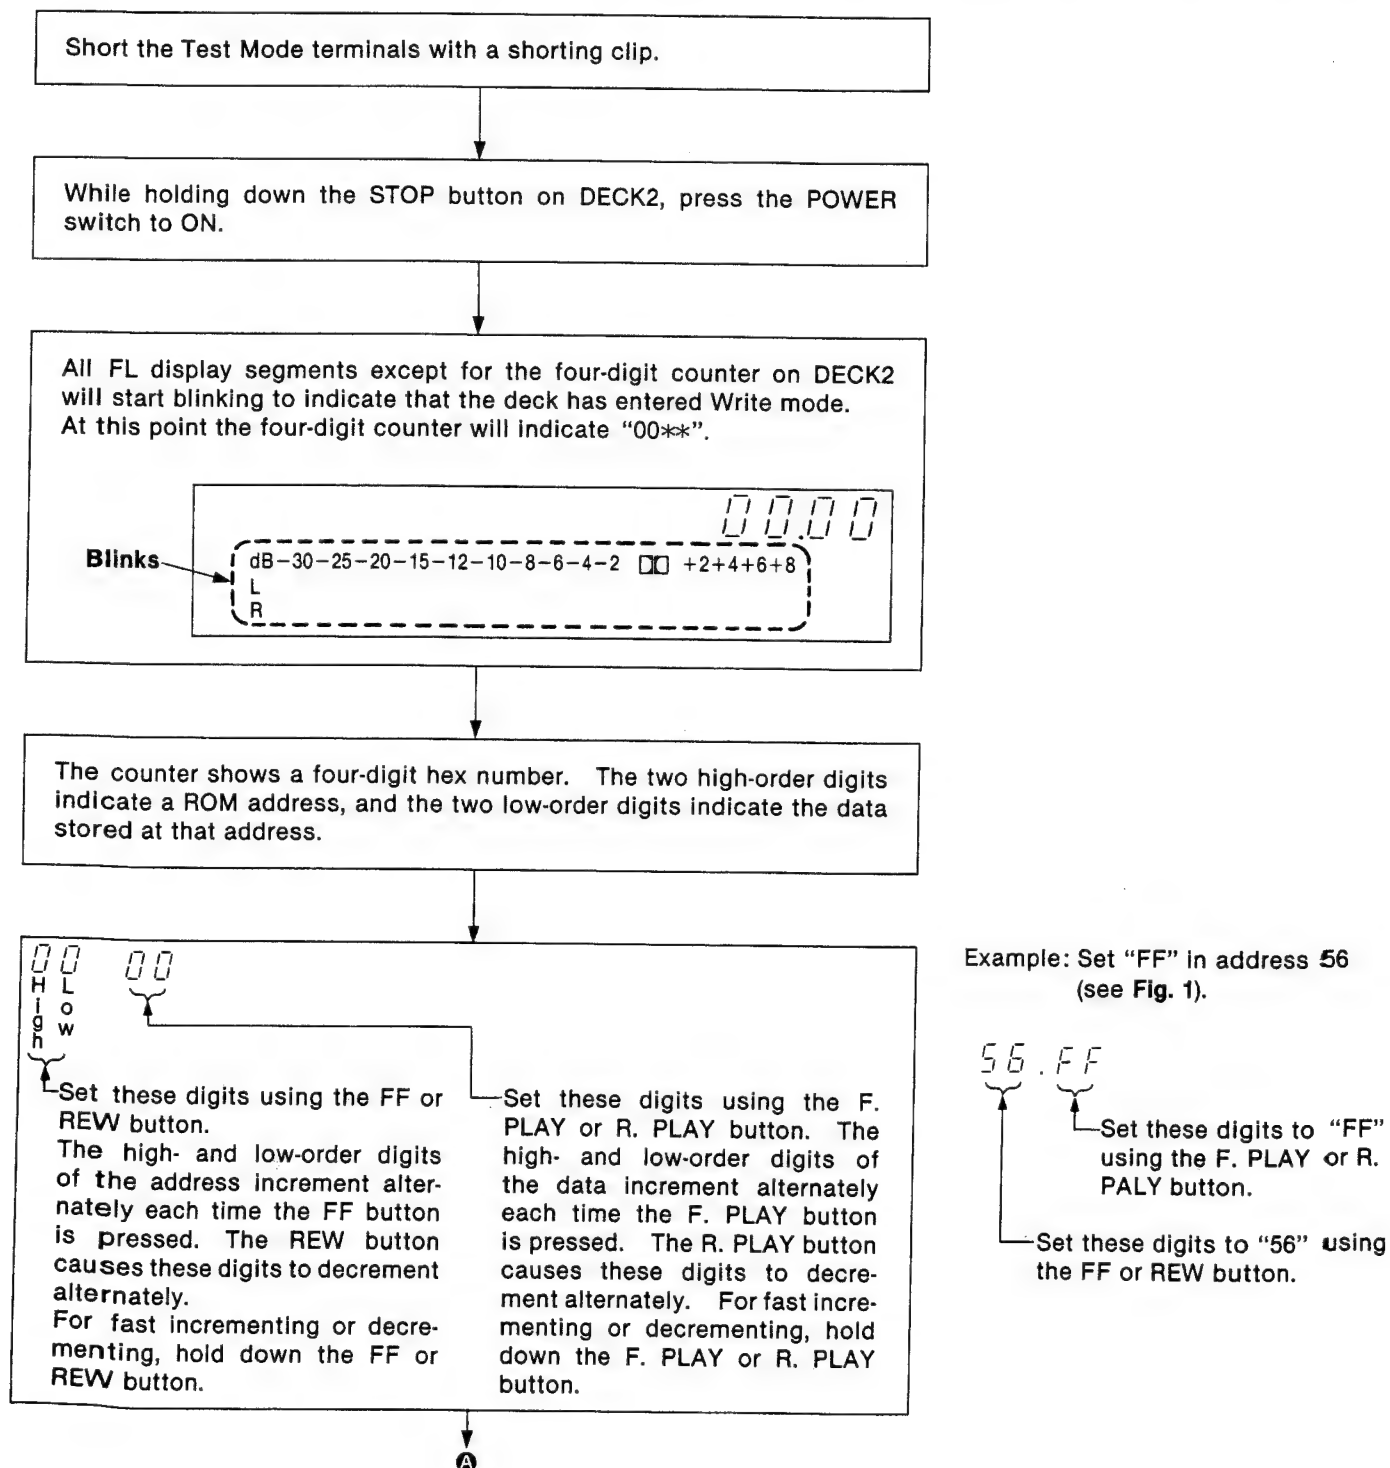 Short the Test Mode terminals with a shorting clip.
While holding down the STOP button on DECK2, press the POWER
switch to ON.
All FL display segments except for the four-digit counter on DECK2
will start blinking to indicate that the deck has entered Write mode.
At this point the four-digit counter will indicate “00**”.
00.00
Blinks
dB−30−25−20−15−12−10−8−6−4−2 +2+4+6+8
L
R
The counter shows a four-digit hex number. The two high-order digits
indicate a ROM address, and the two low-order digits indicate the data
stored at that address.
00 00
High Low
Set these digits using the FF or
REW button.
The high- and low-order digits
of the address increment alter-
nately each time the FF button
is pressed. The REW button
causes these digits to decrement
alternately.
For fast incrementing or decre-
menting, hold down the FF or
REW button.
Set these digits using the F.
PLAY or R. PLAY button. The
high- and low-order digits of
the data increment alternately
each time the F. PLAY button
is pressed. The R. PLAY button
causes these digits to decre-
ment alternately. For fast incre-
menting or decrementing, hold
down the F. PLAY or R. PLAY
button.
A
Example: Set “FF” in address 56
(see Fig. 1).
56.FF
Set these digits to “FF”
using the F. PLAY or R.
PALY button.
Set these digits to “56” using
the FF or REW button.